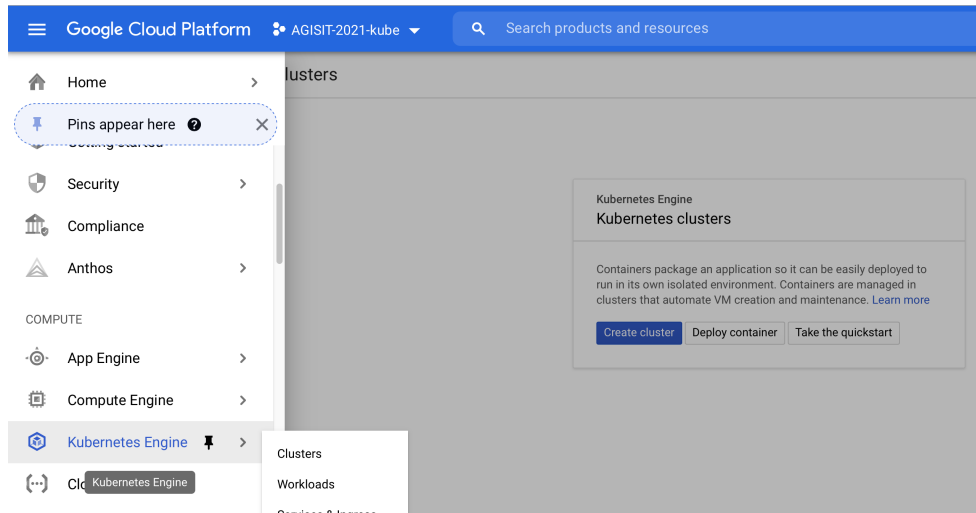 Google Cloud Platform
AGISIT-2021-kube
Search products and resources
Home
Pins appear here
Security
Compliance
Anthos
COMPUTE
App Engine
Compute Engine
Kubernetes Engine
Kubernetes Engine
Clusters
Workloads
Services & Ingress
lusters
Kubernetes Engine
Kubernetes clusters
Containers package an application so it can be easily deployed to
run in its own isolated environment. Containers are managed in
clusters that automate VM creation and maintenance. Learn more
Create cluster
Deploy container
Take the quickstart